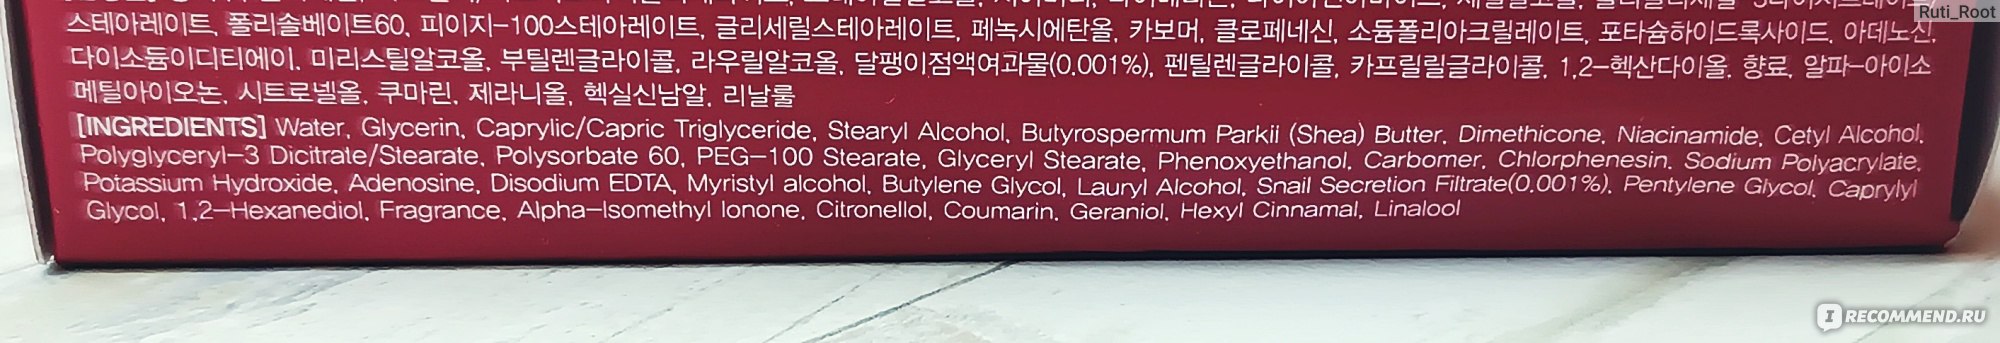 Ruti_Root
스테아레이트, 폴리솔베이트60, 피이지-100스테아레이트, 글리세릴스테아레이트, 페녹시에탄올, 카보머, 클로페네신, 소듐폴리아크릴레이트, 포타슘하이드록사이드, 아데노신,
다이소듐이디티에이, 미리스틸알코올, 부틸렌글라이콜, 라우릴알코올, 달팽이점액여과물(0.001%), 펜틸렌글라이콜, 카프릴릴글라이콜, 1,2-헥산다이올, 향료, 알파-아이소
메틸아이오논, 시트로넬올, 쿠마린, 제라니올, 헥실신남알, 리날룰
[INGREDIENTS] Water, Glycerin, Caprylic/Capric Triglyceride, Stearyl Alcohol, Butyrospermum Parkii (Shea) Butter, Dimethicone, Niacinamide, Cetyl Alcohol,
Polyglyceryl-3 Dicitrate/Stearate, Polysorbate 60, PEG-100 Stearate, Glyceryl Stearate, Phenoxyethanol, Carbomer, Chlorphenesin, Sodium Polyacrylate,
Potassium Hydroxide, Adenosine, Disodium EDTA, Myristyl alcohol, Butylene Glycol, Lauryl Alcohol, Snail Secretion Filtrate(0.001%), Pentylene Glycol, Caprylyl
Glycol, 1,2-Hexanediol, Fragrance, Alpha-Isomethyl Ionone, Citronellol, Coumarin, Geraniol, Hexyl Cinnamal, Linalool
I RECOMMEND.RU